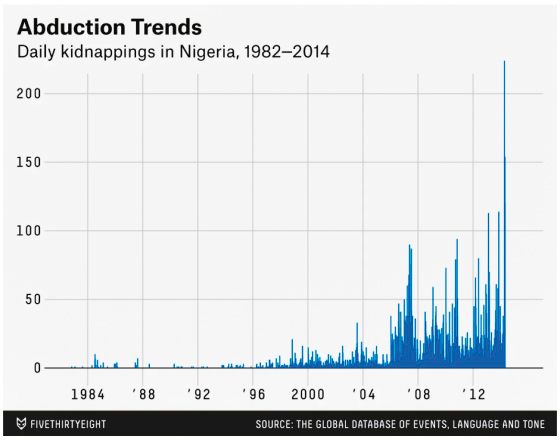 Abduction Trends
Daily kidnappings in Nigeria, 1982–2014
200
150
100
50
0
1984 '88 '92 '96 2000 '04 '08 '12
FIVETHIRTYEIGHT SOURCE: THE GLOBAL DATABASE OF EVENTS, LANGUAGE AND TONE